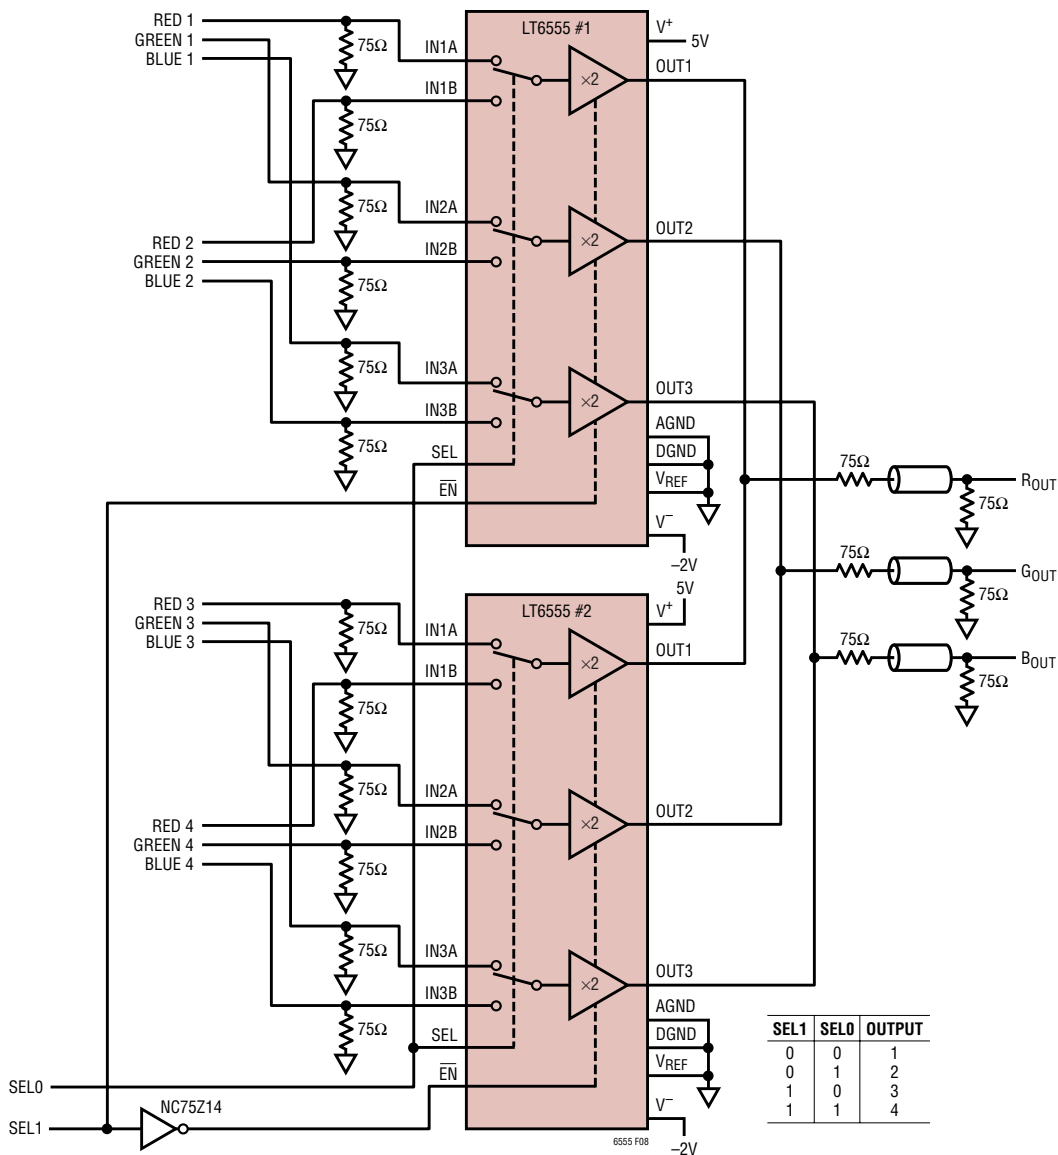 RED 1
GREEN 1
BLUE 1
75Ω
IN1A
IN1B
75Ω
75Ω
IN2A
RED 2
GREEN 2
BLUE 2
IN2B
75Ω
75Ω
IN3A
IN3B
75Ω
SEL
EN
LT6555 #1
×2
×2
×2
V+
5V
OUT1
OUT2
OUT3
AGND
DGND
VREF
V–
–2V
75Ω
ROUT
75Ω
75Ω
GOUT
75Ω
75Ω
BOUT
75Ω
RED 3
GREEN 3
BLUE 3
75Ω
IN1A
IN1B
75Ω
75Ω
IN2A
RED 4
GREEN 4
BLUE 4
IN2B
75Ω
75Ω
IN3A
IN3B
75Ω
SEL
EN
LT6555 #2
×2
×2
×2
5V
V+
OUT1
OUT2
OUT3
AGND
DGND
VREF
V–
–2V
SEL0
SEL1
NC75Z14
6555 F08
SEL1 SEL0 OUTPUT
0 0 1
0 1 2
1 0 3
1 1 4